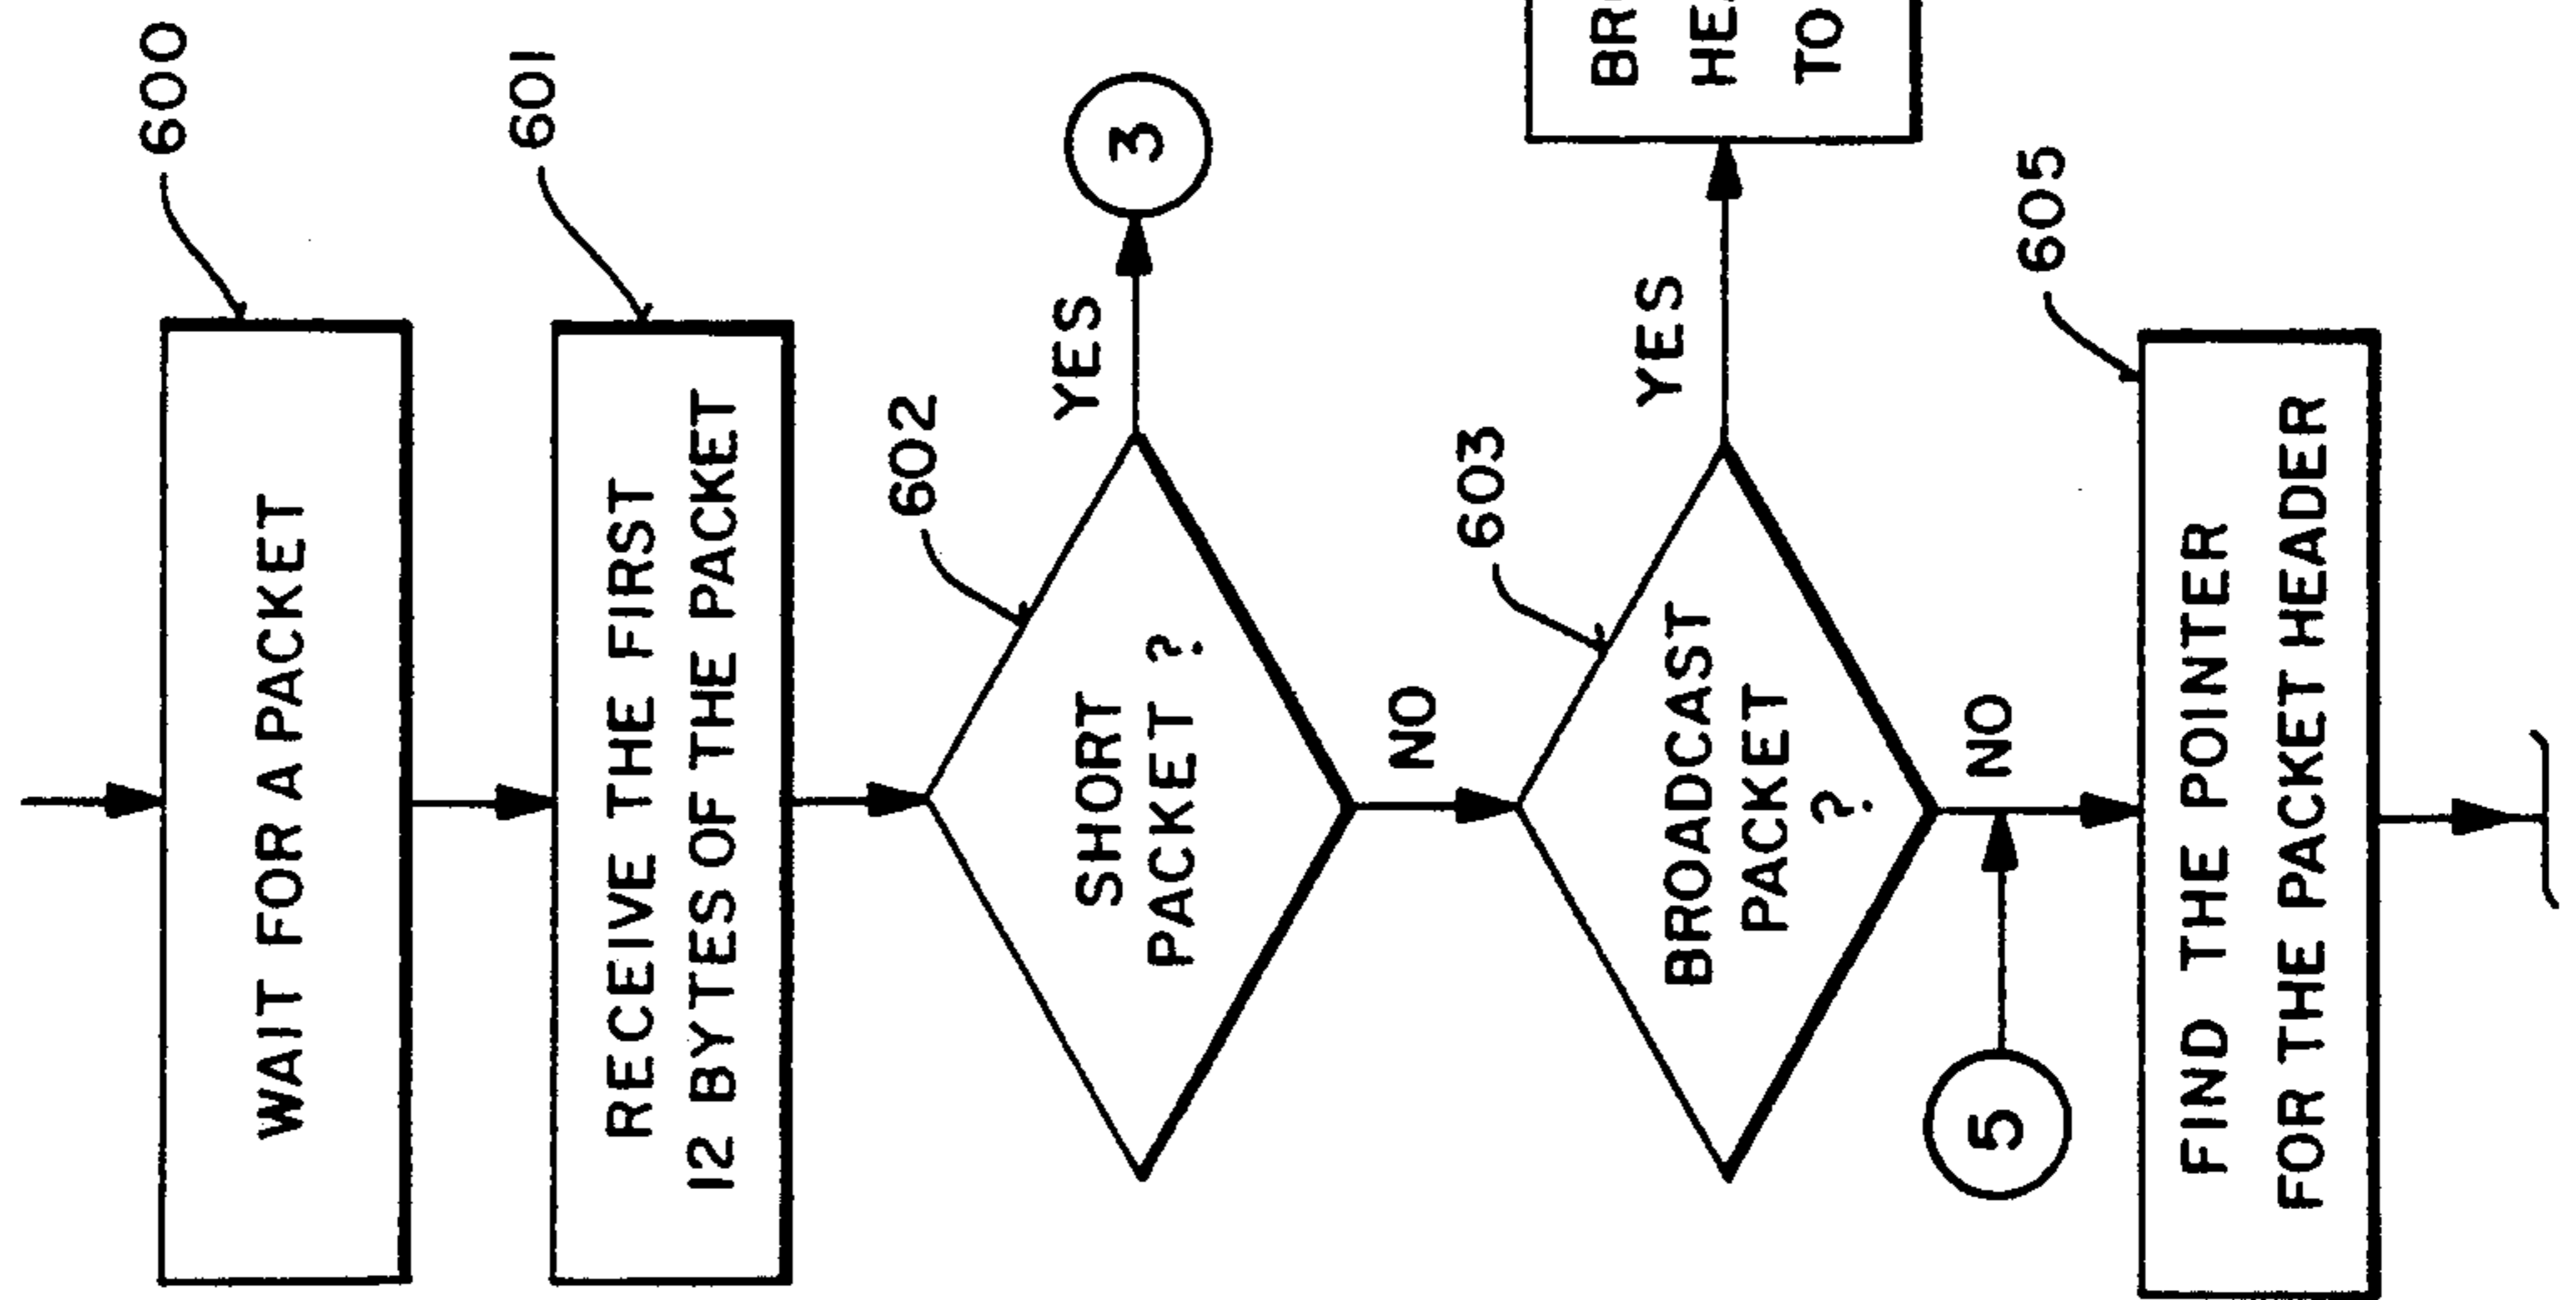 600
WAIT FOR A PACKET
601
RECEIVE THE FIRST
12 BYTES OF THE PACKET
602
SHORT
PACKET ?
YES
3
NO
603
BROADCAST
PACKET
?
YES
TO
NO
5
605
FIND THE POINTER
FOR THE PACKET HEADER